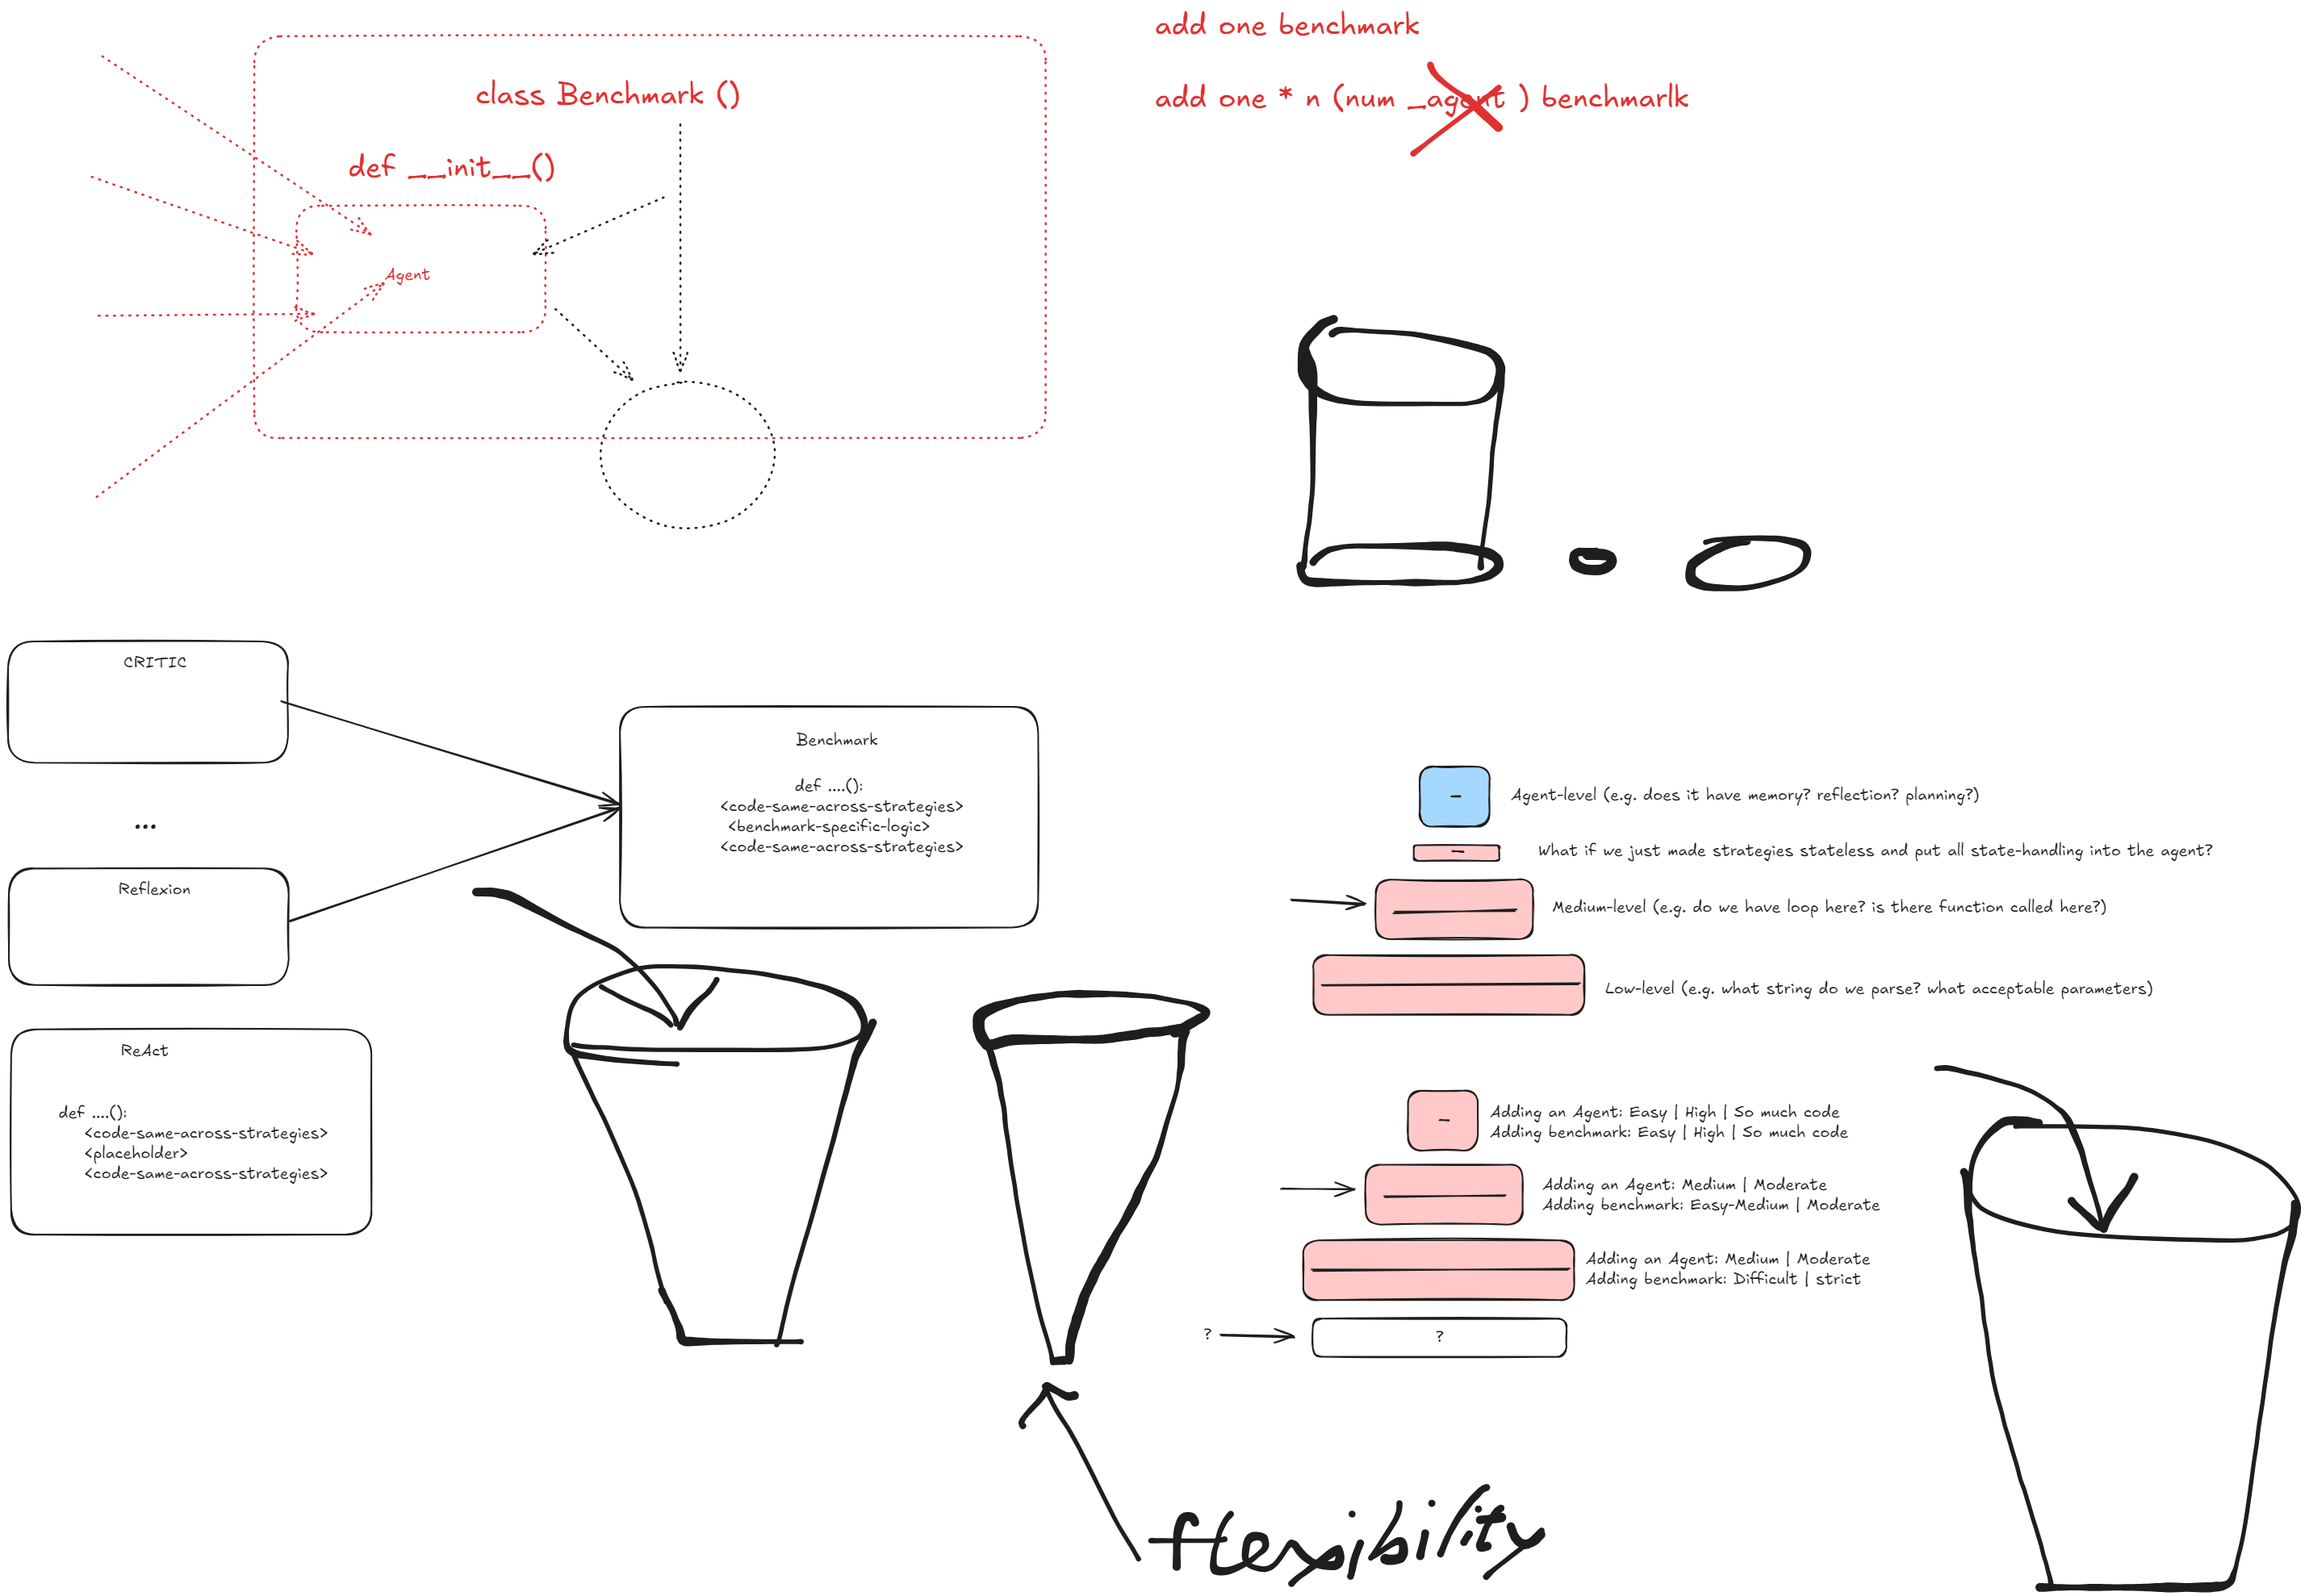 add one benchmark
add one * n (num _agent ) benchmarlk
class Benchmark ()
def __init__()
Agent
CRITIC
...
Reflexion
ReAct
def ....():
<code-same-across-strategies>
<placeholder>
<code-same-across-strategies>
Benchmark
def ....():
<code-same-across-strategies>
<benchmark-specific-logic>
<code-same-across-strategies>
- Agent-level (e.g. does it have memory? reflection? planning?)
- What if we just made strategies stateless and put all state-handling into the agent?
Medium-level (e.g. do we have loop here? is there function called here?)
Low-level (e.g. what string do we parse? what acceptable parameters)
- Adding an Agent: Easy | High | So much code
Adding benchmark: Easy | High | So much code
Adding an Agent: Medium | Moderate
Adding benchmark: Easy-Medium | Moderate
Adding an Agent: Medium | Moderate
Adding benchmark: Difficult | strict
? ?
flexibility